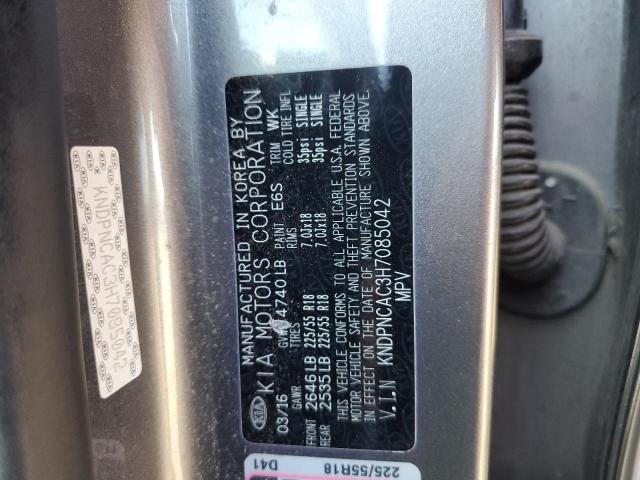 KNDPNCAC3H7085042
MANUFACTURED IN KOREA BY
KIA MOTORS CORPORATION
KIA
03/16 4740LB PAINT E6S TRIM WK
GAWR TIRES RIMS COLD TIRE INFL
FRONT 2646LB 225/55 R18 7.0JX18 35psi SINGLE
REAR 2535LB 225/55 R18 7.0JX18 35psi SINGLE
THIS VEHICLE CONFORMS TO ALL APPLICABLE U.S.A. FEDERAL
MOTOR VEHICLE SAFETY AND THEFT PREVENTION STANDARDS
IN EFFECT ON THE DATE OF MANUFACTURE SHOWN ABOVE.
V.I.N KNDPNCAC3H7085042
MPV
225/55R18
D41